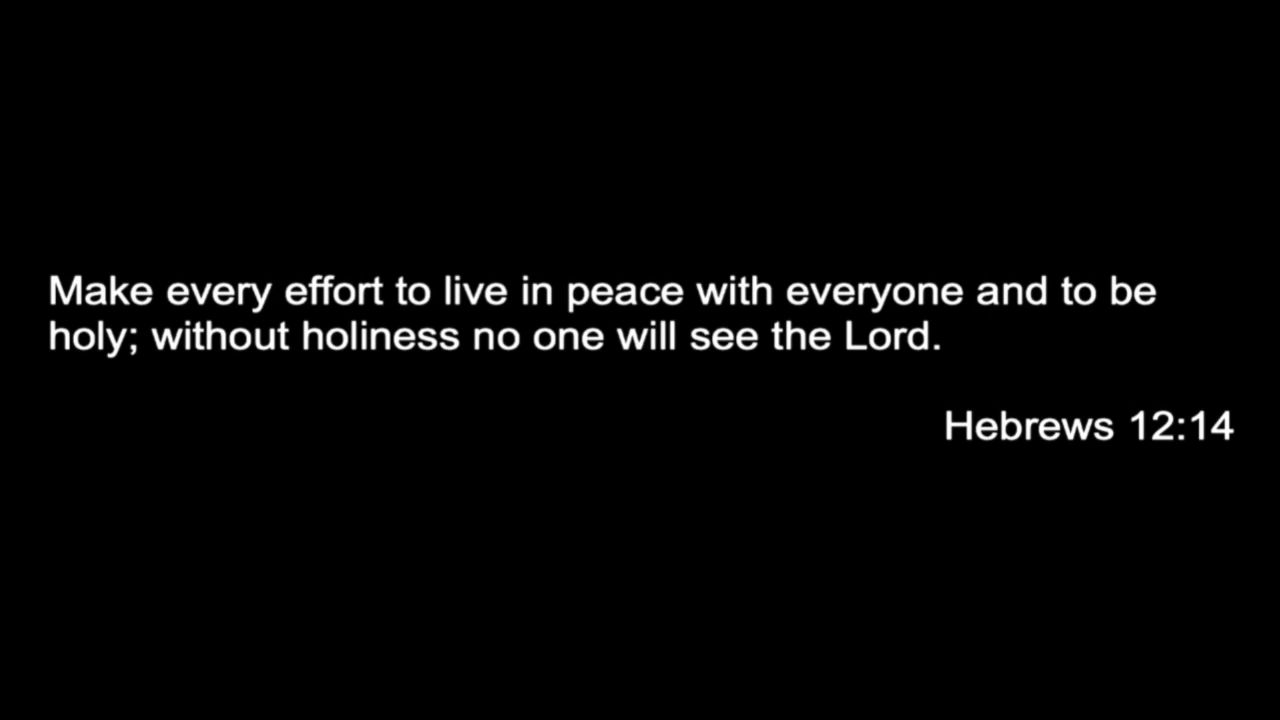 Make every effort to live in peace with everyone and to be
holy; without holiness no one will see the Lord.
Hebrews 12:14